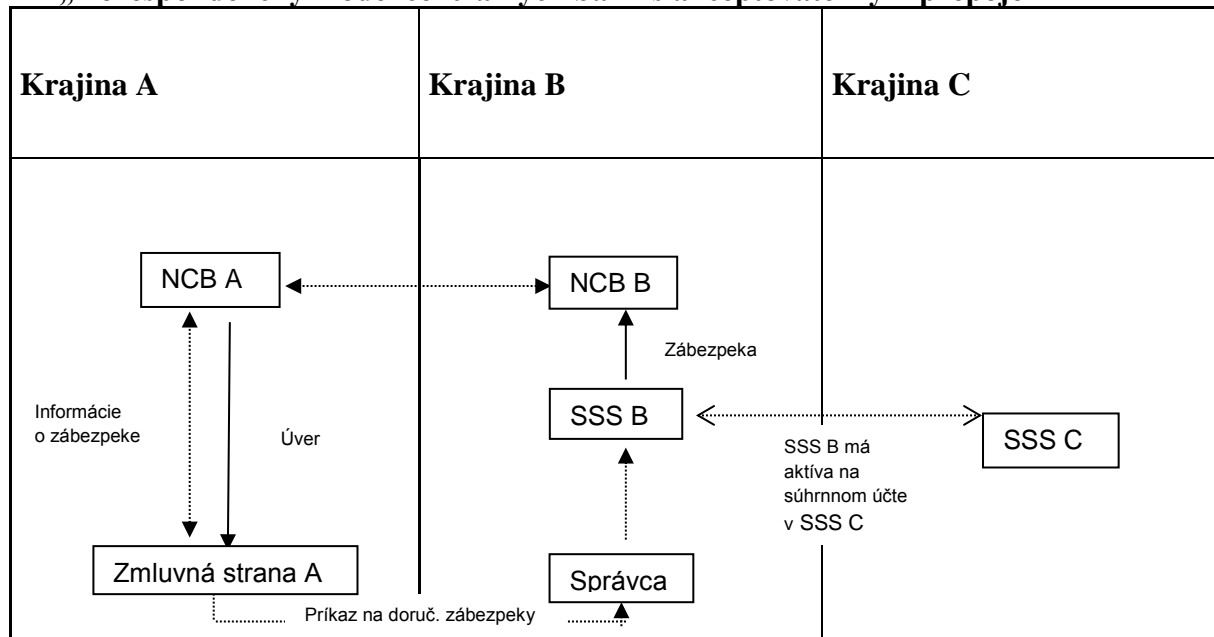 Krajina A
Krajina B
Krajina C
NCB A
NCB B
Zábezpeka
Informácie
o zábezpeke
Úver
SSS B
SSS C
SSS B má
aktíva na
súhrnnom účte
v SSS C
Zmluvná strana A
Správca
Príkaz na doruč. zábezpeky